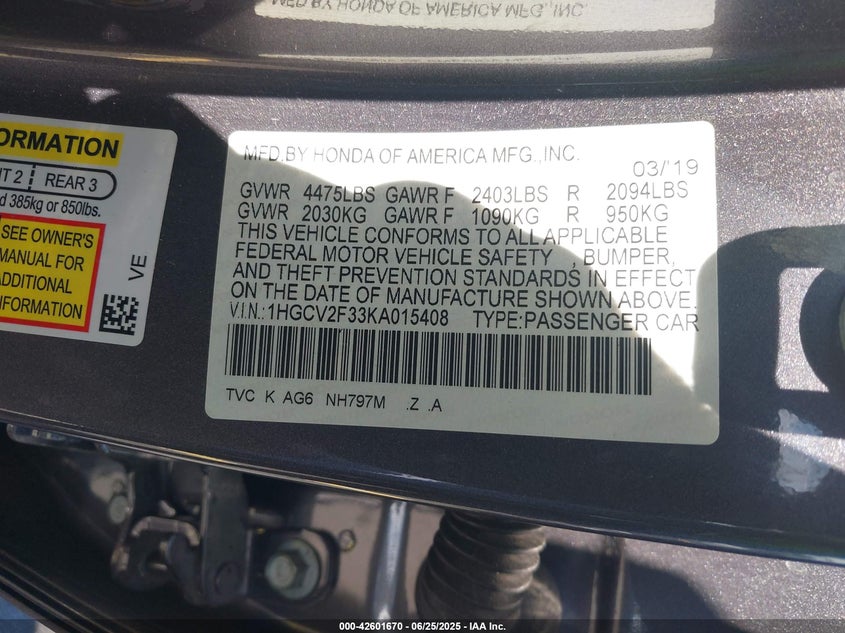 MFD BY HONDA OF AMERICA MFG., INC.
ORMATION
REAR 3
385kg or 850lbs.
SEE OWNER'S
MANUAL FOR
ADDITIONAL
INFORMATION
VE
MFD.BY HONDA OF AMERICA MFG.,INC.
03/'19
GVWR 4475LBS GAWR F 2403LBS R 2094LBS
GVWR 2030KG GAWR F 1090KG R 950KG
THIS VEHICLE CONFORMS TO ALL APPLICABLE
FEDERAL MOTOR VEHICLE SAFETY , BUMPER,
AND THEFT PREVENTION STANDARDS IN EFFECT
ON THE DATE OF MANUFACTURE SHOWN ABOVE.
V.I.N.:1HGCV2F33KA015408 TYPE:PASSENGER CAR
TVC K AG6 NH797M .Z .A
000-42601670 - 06/25/2025 - IAA Inc.